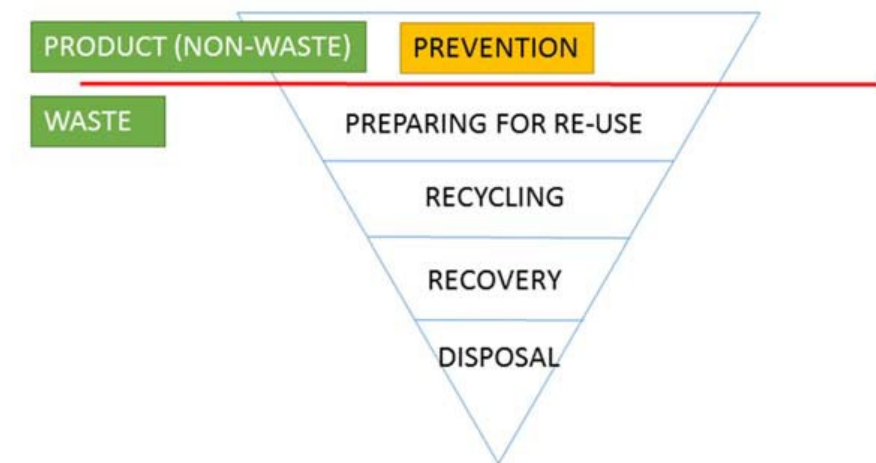 PRODUCT (NON-WASTE)
PREVENTION
WASTE
PREPARING FOR RE-USE
RECYCLING
RECOVERY
DISPOSAL